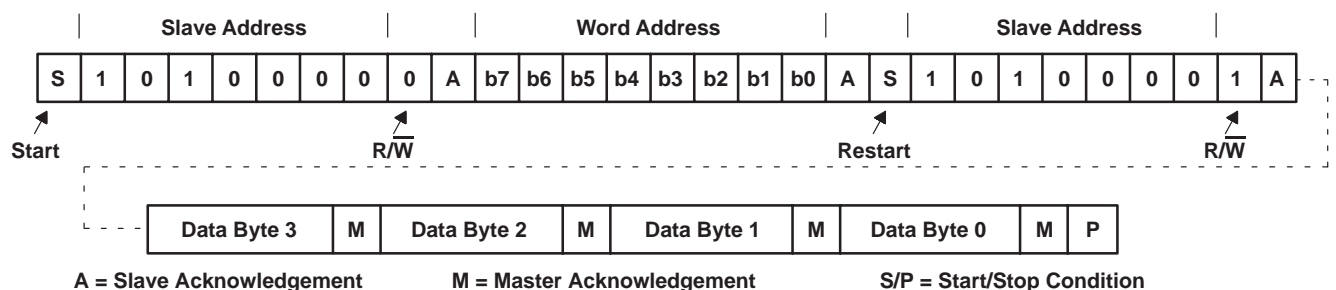 Slave Address Word Address Slave Address
S 1 0 1 0 0 0 0 0 A b7 b6 b5 b4 b3 b2 b1 b0 A S 1 0 1 0 0 0 0 1 A
Start R/W̅ Restart R/W̅
Data Byte 3 M Data Byte 2 M Data Byte 1 M Data Byte 0 M P
A = Slave Acknowledgement M = Master Acknowledgement S/P = Start/Stop Condition